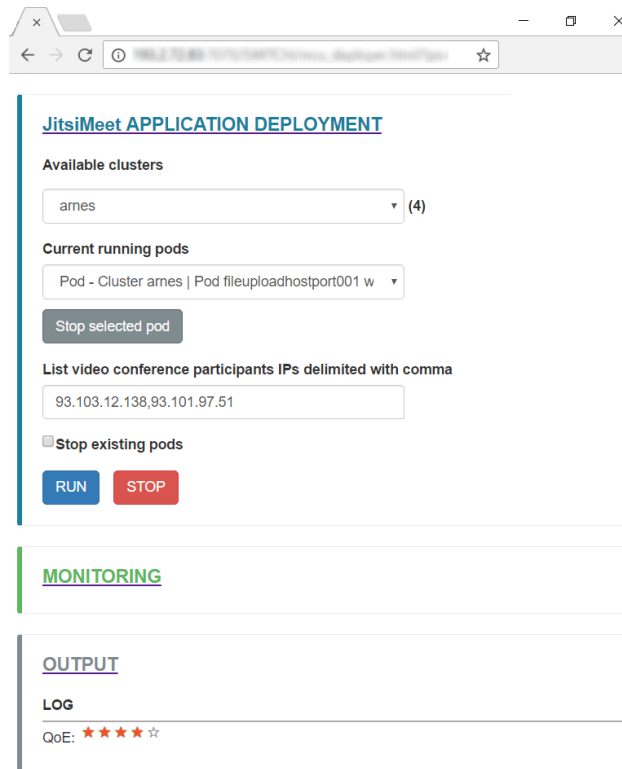 JitsiMeet APPLICATION DEPLOYMENT
Available clusters
arnes (4)
Current running pods
Pod - Cluster arnes | Pod fileuploadhostport001 w
Stop selected pod
List video conference participants IPs delimited with comma
93.103.12.138,93.101.97.51
Stop existing pods
RUN STOP
MONITORING
OUTPUT
LOG
QoE: